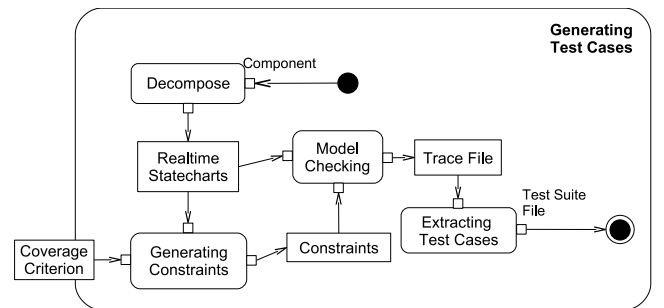 Generating
Test Cases
Component
Decompose
Realtime
Statecharts
Model
Checking
Trace File
Test Suite
File
Extracting
Test Cases
Coverage
Criterion
Generating
Constraints
Constraints